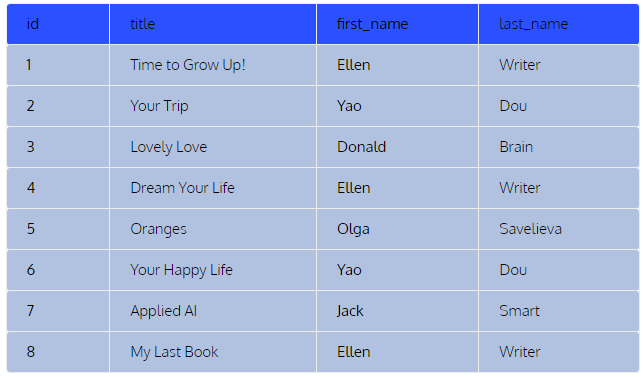 id title first_name last_name
1 Time to Grow Up! Ellen Writer
2 Your Trip Yao Dou
3 Lovely Love Donald Brain
4 Dream Your Life Ellen Writer
5 Oranges Olga Savelieva
6 Your Happy Life Yao Dou
7 Applied AI Jack Smart
8 My Last Book Ellen Writer